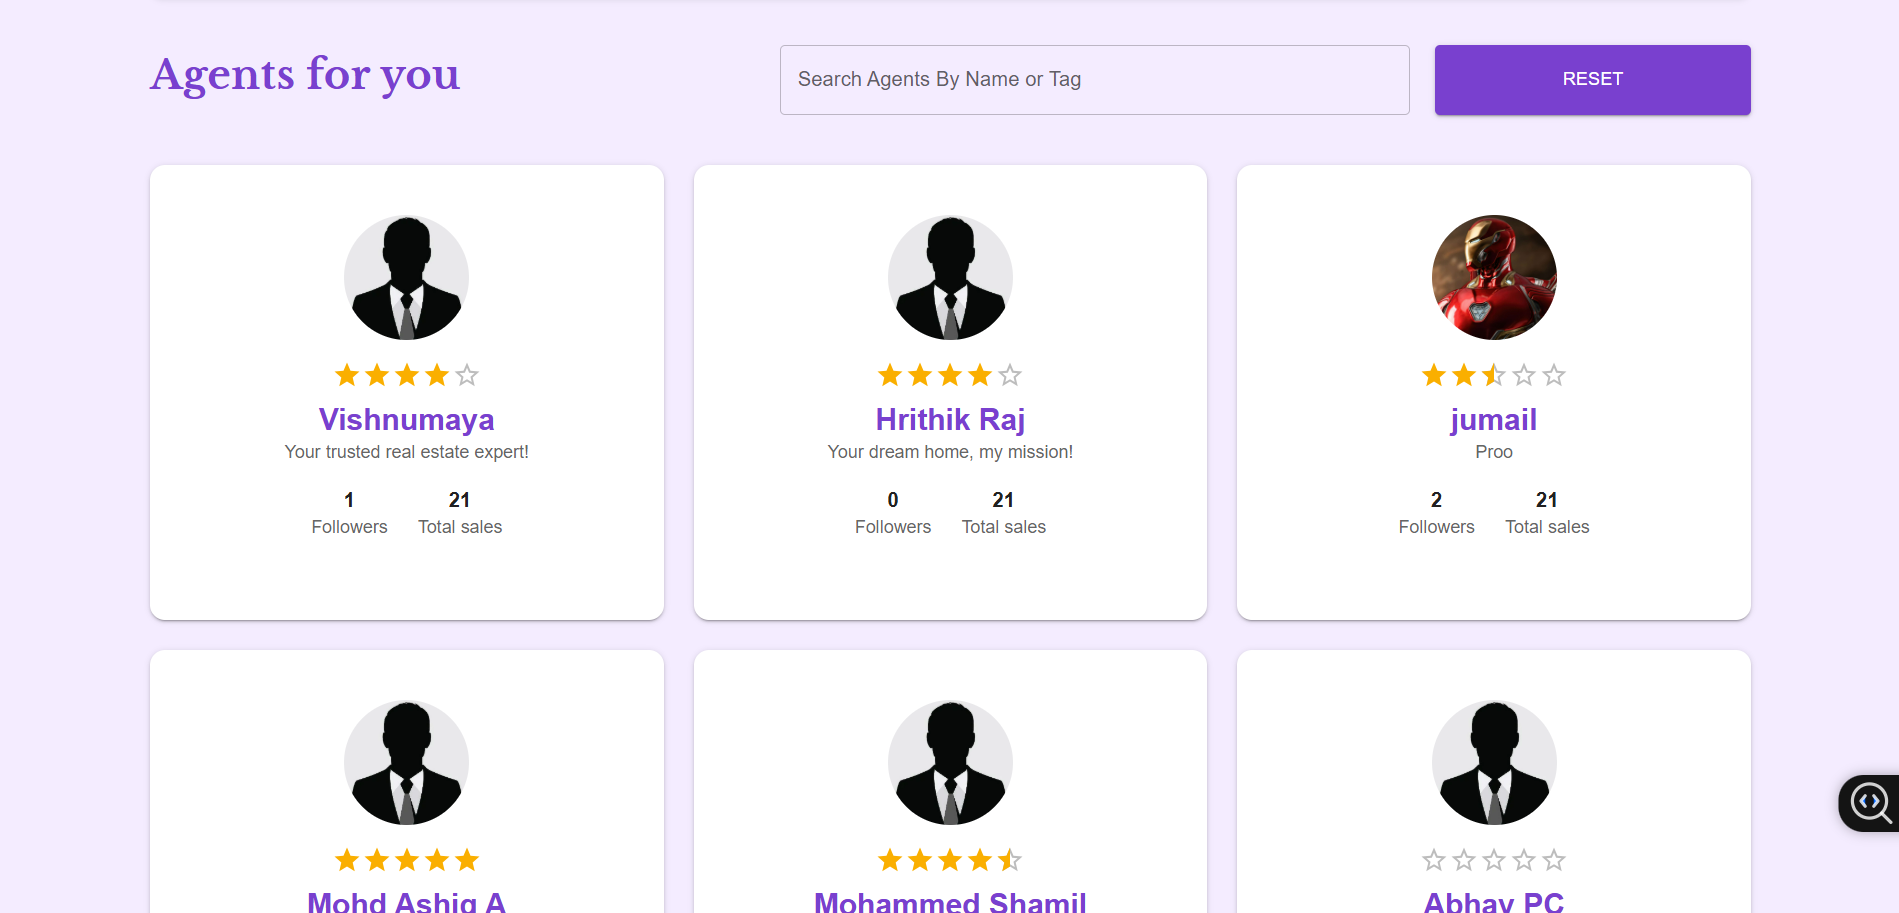 Agents for you
Search Agents By Name or Tag
RESET
Vishnumaya
Your trusted real estate expert!
1 21
Followers Total sales
Hrithik Raj
Your dream home, my mission!
0 21
Followers Total sales
jumail
Proo
2 21
Followers Total sales
Mohd Ashiq A
Mohammed Shamil
Abhay PC